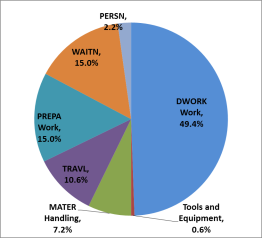 PERSN,
2.2%
WAITN,
15.0%
DWORK
Work,
49.4%
PREPA
Work,
15.0%
TRAVL,
10.6%
MATER
Handling,
7.2%
Tools and
Equipment,
0.6%